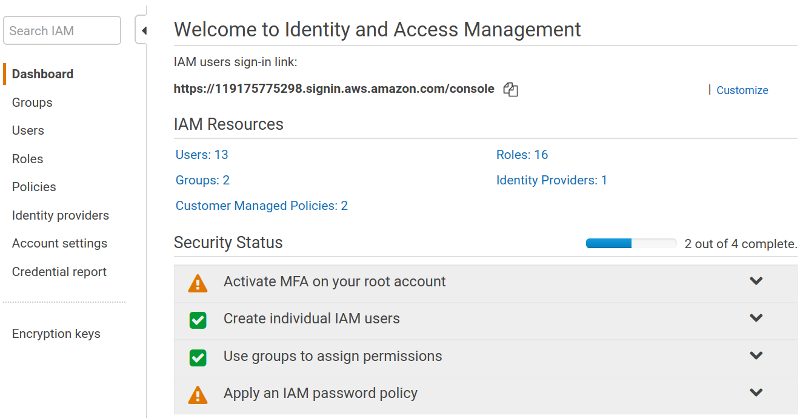 Search IAM
Dashboard
Groups
Users
Roles
Policies
Identity providers
Account settings
Credential report
Encryption keys
Welcome to Identity and Access Management
IAM users sign-in link:
https://119175775298.signin.aws.amazon.com/console
| Customize
IAM Resources
Users: 13
Roles: 16
Groups: 2
Identity Providers: 1
Customer Managed Policies: 2
Security Status
2 out of 4 complete.
Activate MFA on your root account
Create individual IAM users
Use groups to assign permissions
Apply an IAM password policy